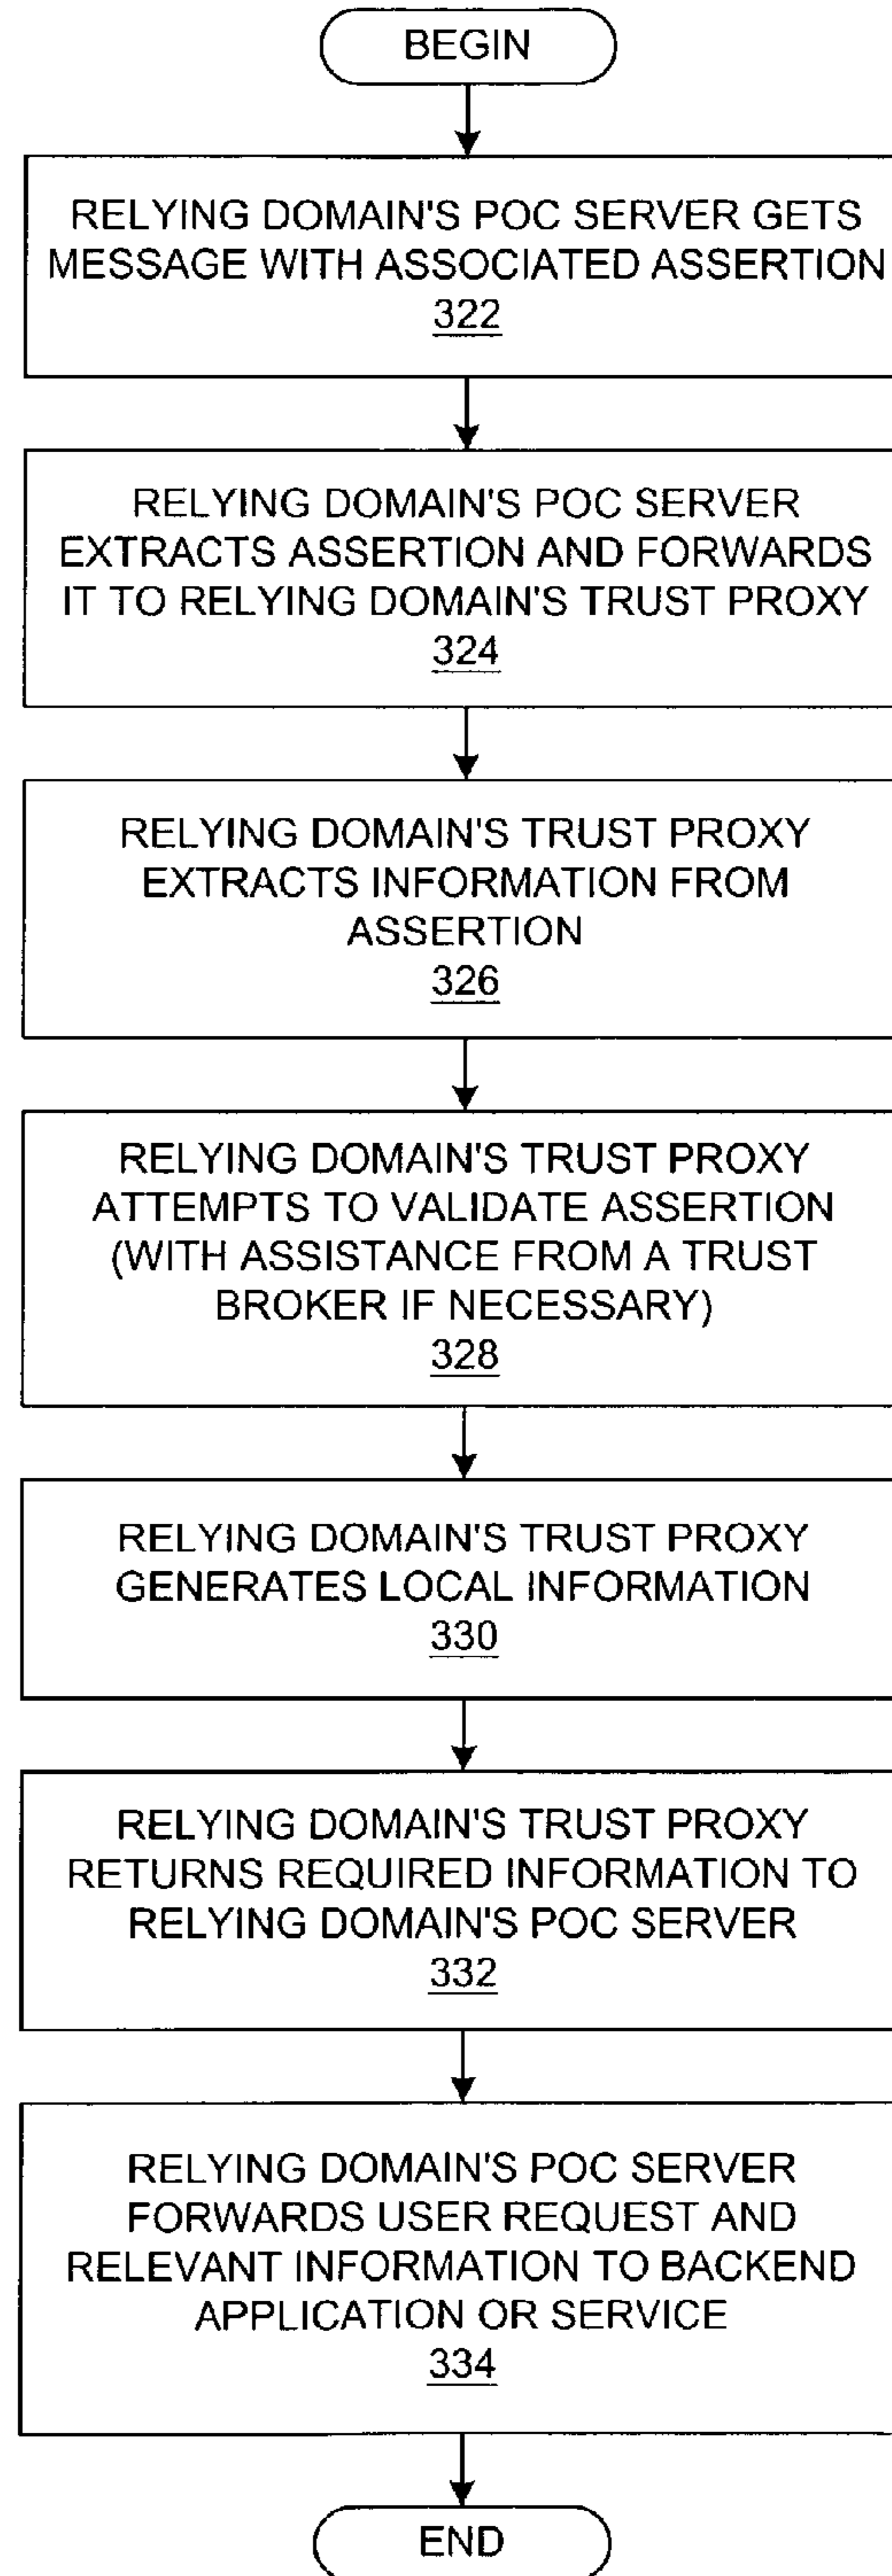 BEGIN
RELYING DOMAIN'S POC SERVER GETS
MESSAGE WITH ASSOCIATED ASSERTION
322
RELYING DOMAIN'S POC SERVER
EXTRACTS ASSERTION AND FORWARDS
IT TO RELYING DOMAIN'S TRUST PROXY
324
RELYING DOMAIN'S TRUST PROXY
EXTRACTS INFORMATION FROM
ASSERTION
326
RELYING DOMAIN'S TRUST PROXY
ATTEMPTS TO VALIDATE ASSERTION
(WITH ASSISTANCE FROM A TRUST
BROKER IF NECESSARY)
328
RELYING DOMAIN'S TRUST PROXY
GENERATES LOCAL INFORMATION
330
RELYING DOMAIN'S TRUST PROXY
RETURNS REQUIRED INFORMATION TO
RELYING DOMAIN'S POC SERVER
332
RELYING DOMAIN'S POC SERVER
FORWARDS USER REQUEST AND
RELEVANT INFORMATION TO BACKEND
APPLICATION OR SERVICE
334
END